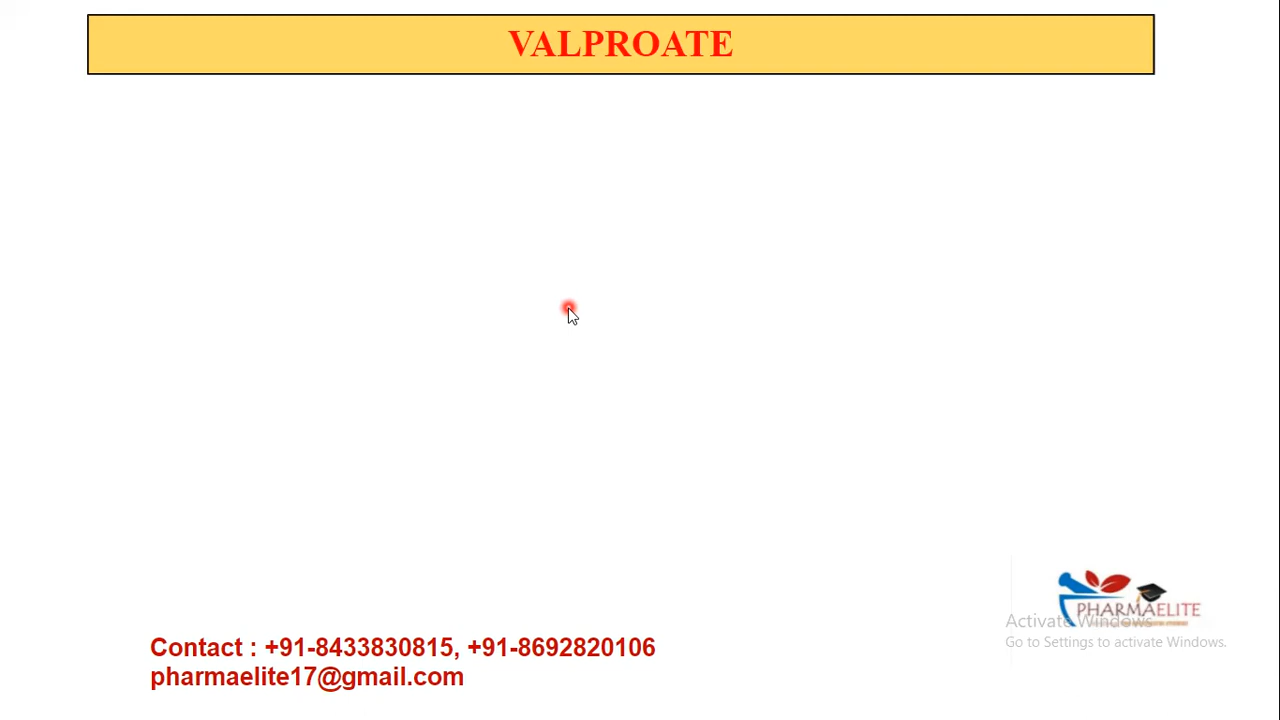 VALPROATE
PHARMAELITE
Activate Windows
Go to Settings to activate Windows.
Contact : +91-8433830815, +91-8692820106
pharmaelite17@gmail.com